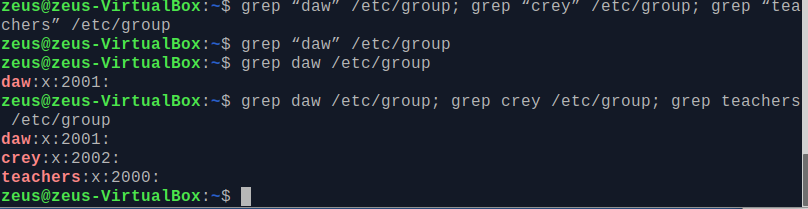 zeus@zeus-VirtualBox:~$ grep “daw” /etc/group; grep “crey” /etc/group; grep “tea
chers” /etc/group
zeus@zeus-VirtualBox:~$ grep “daw” /etc/group
zeus@zeus-VirtualBox:~$ grep daw /etc/group
daw:x:2001:
zeus@zeus-VirtualBox:~$ grep daw /etc/group; grep crey /etc/group; grep teachers
 /etc/group
daw:x:2001:
crey:x:2002:
teachers:x:2000:
zeus@zeus-VirtualBox:~$